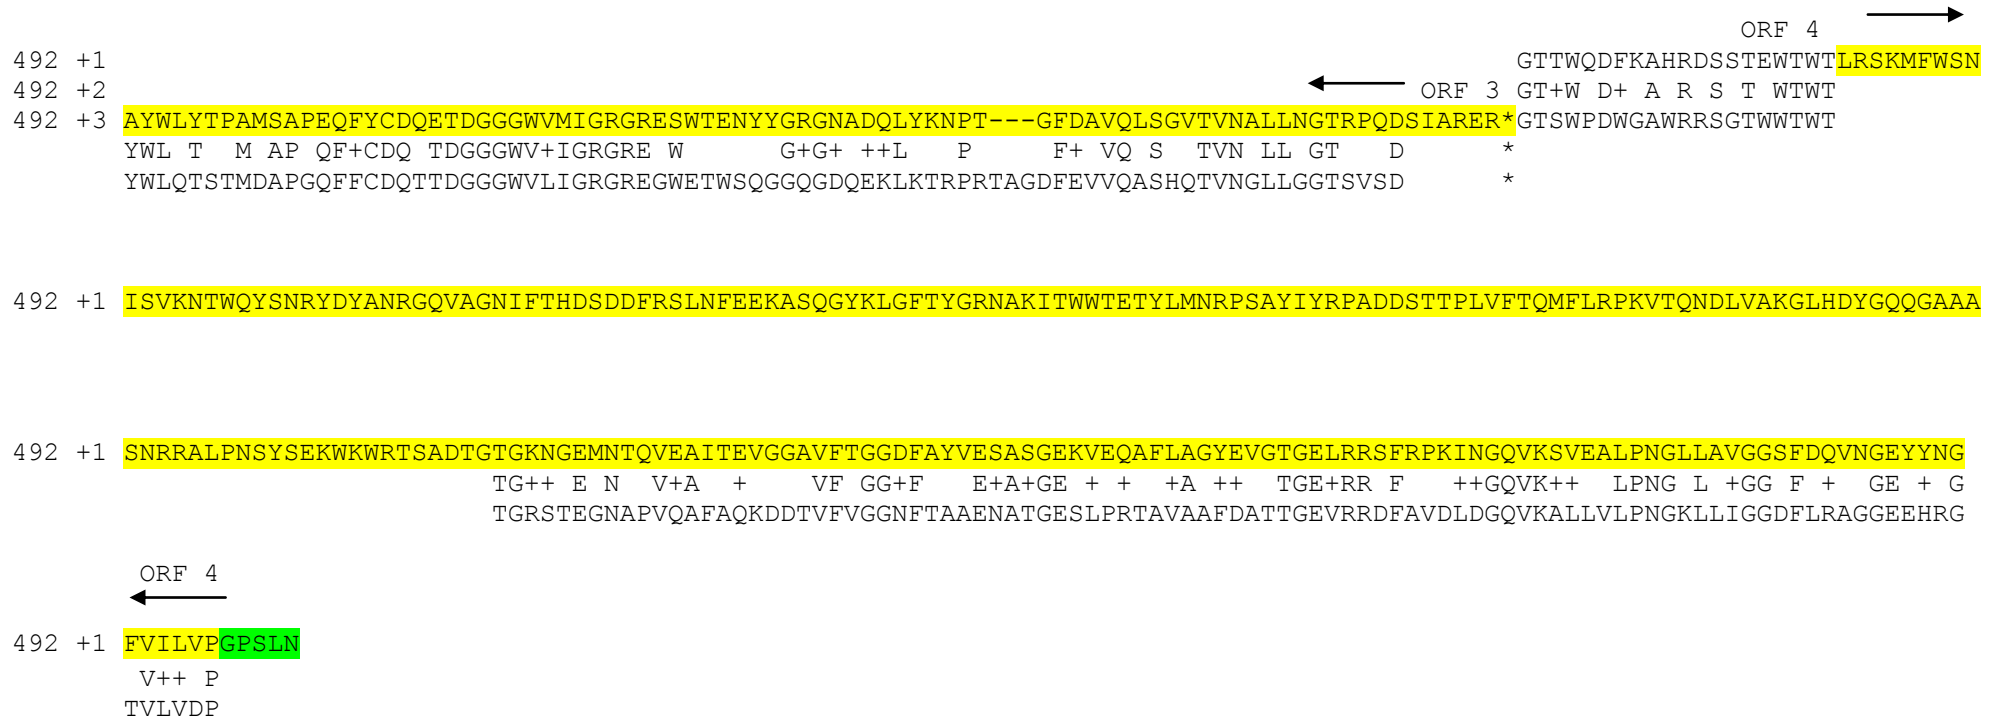 ORF 4
492 +1 GTTWQDFKAHRDSSTEWTWTLRSKMFWSN
492 +2 ORF 3 GT+W D+ A R S T WTWT
492 +3 AYWLYTPAMSAPEQFYCDQETDGGGWVMIGRGRESWTENYYGRGNADQLYKNPT---GFDAVQLSGVTVNALLNGTRPQDSIARER*GTSWPDWGAWRRSGTWWTWT
YWL T  M AP QF+CDQ TDGGGWV+IGRGRE W      G+G+ ++L   P     F+ VQ S  TVN LL GT   D      *
YWLQTSTMDAPGQFFCDQTTDGGGWVLIGRGREGWETWSQGGQGDQEKLKTRPRTAGDFEVVQASHQTVNGLLGGTSVSD      *
492 +1 ISVKNTWQYSNRYDYANRGQVAGNIFTHDSDDFRSLNFEEKASQGYKLGFTYGRNAKITWWTETYLMNRPSAYIYRPADDSTTPLVFTQMFLRPKVTQNDLVAKGLHDYGQQGAAA
492 +1 SNRRALPNSYSEKWKWRTSADTGTGKNGEMNTQVEAITEVGGAVFTGGDFAYVESASGEKVEQAFLAGYEVGTGELRRSFRPKINGQVKSVEALPNGLLAVGGSFDQVNGEYYNG
TG++ E N  V+A  +    VF GG+F   E+A+GE + +  +A ++  TGE+RR F   ++GQVK++  LPNG L +GG F +  GE + G
TGRSTEGNAPVQAFAQKDDTVFVGGNFTAAENATGESLPRTAVAAFDATTGEVRRDFAVDLDGQVKALLVLPNGKLLIGGDFLRAGGEEHRG
ORF 4
492 +1 FVILVPGPSLN
V++ P
TVLVDP